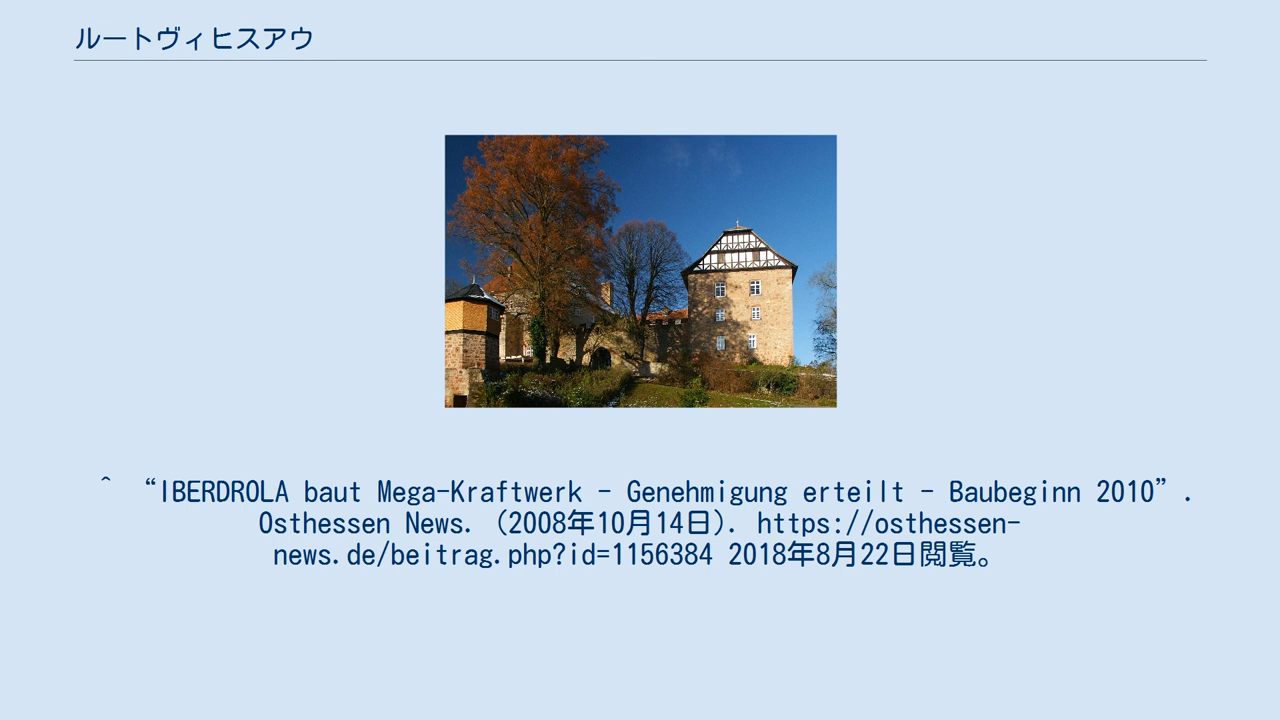 ルートヴィヒスアウ
^ “IBERDROLA baut Mega-Kraftwerk - Genehmigung erteilt - Baubeginn 2010”.
Osthessen News. (2008年10月14日). https://osthessen-
news.de/beitrag.php?id=1156384 2018年8月22日閲覧。